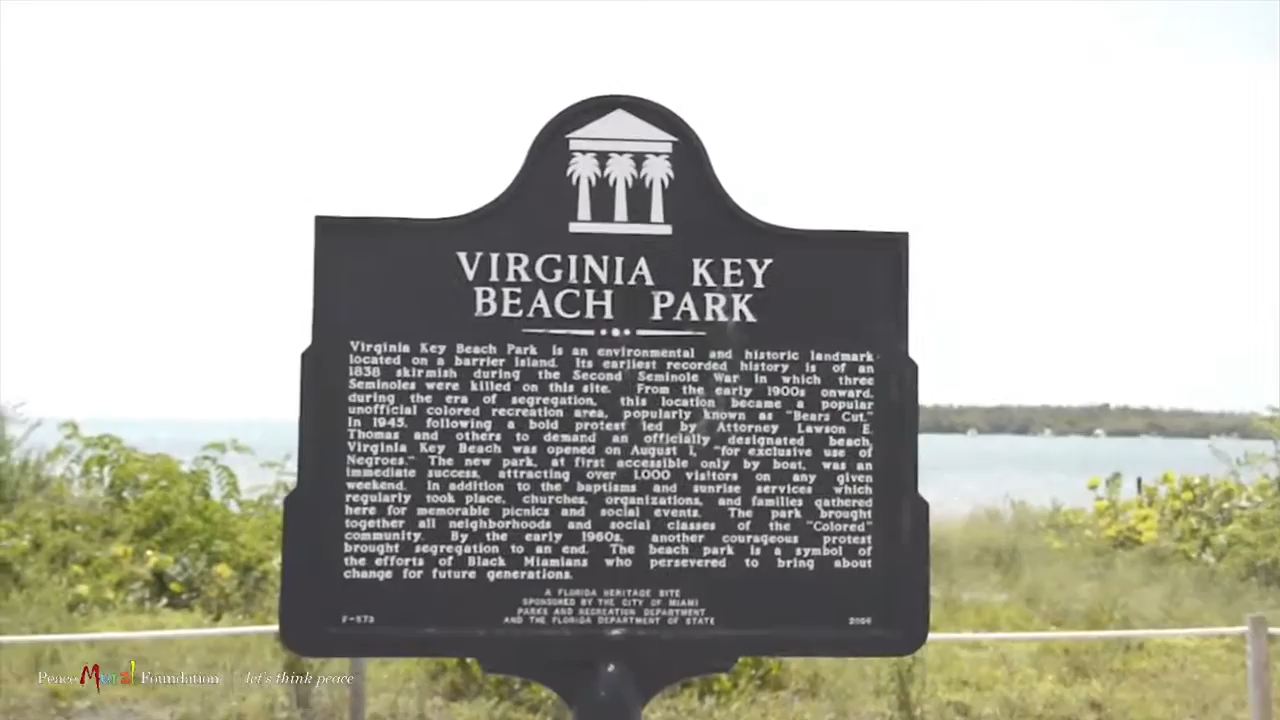 VIRGINIA KEY
BEACH PARK
Virginia Key Beach Park is an environmental and historic landmark
located on a barrier island. Its earliest recorded history is of an
1838 skirmish during the Second Seminole War in which three
Seminoles were killed on this site. From the early 1900s onward,
during the era of segregation, this location became a popular
unofficial colored recreation area, popularly known as "Bears Cut."
In 1945, following a bold protest led by Attorney Lawson E.
Thomas and others to demand an officially designated beach,
Virginia Key Beach was opened on August 1, "for exclusive use of
Negroes." The new park, at first accessible only by boat, was an
immediate success, attracting over 1,000 visitors on any given
weekend. In addition to the baptisms and sunrise services which
regularly took place, churches, organizations, and families gathered
here for memorable picnics and social events. The park brought
together all neighborhoods and social classes of the "Colored"
community. By the early 1960s, another courageous protest
brought segregation to an end. The beach park is a symbol of
the efforts of Black Miamians who persevered to bring about
change for future generations.
A FLORIDA HERITAGE SITE
SPONSORED BY THE CITY OF MIAMI
PARKS AND RECREATION DEPARTMENT
AND THE FLORIDA DEPARTMENT OF STATE
F-573
Peace Mural Foundation let's think peace